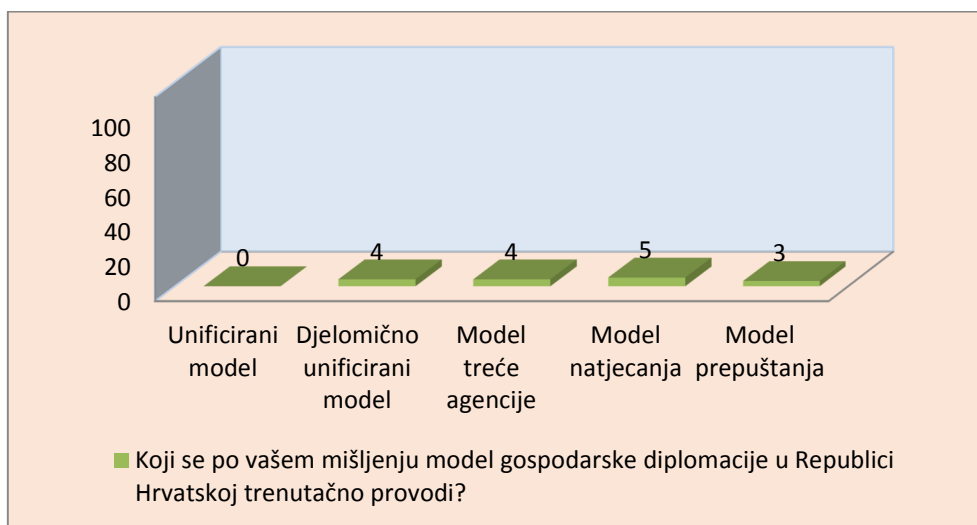 100
80
60
40
20
0
0 4 4 5 3
Unificirani Djelomično Model Model Model
model unificirani treće natjecanja prepuštanja
model agencije
Koji se po vašem mišljenju model gospodarske diplomacije u Republici
Hrvatskoj trenutačno provodi?